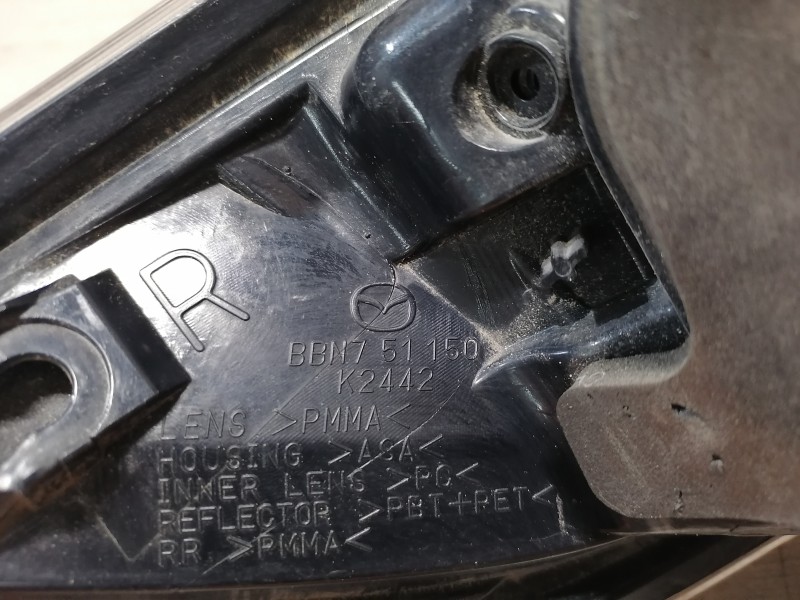 R
BBN7 51 150
K2442
LENS >PMMA<
HOUSING >ASA<
INNER LENS >PC<
REFLECTOR >PBT+PET<
RR >PMMA<